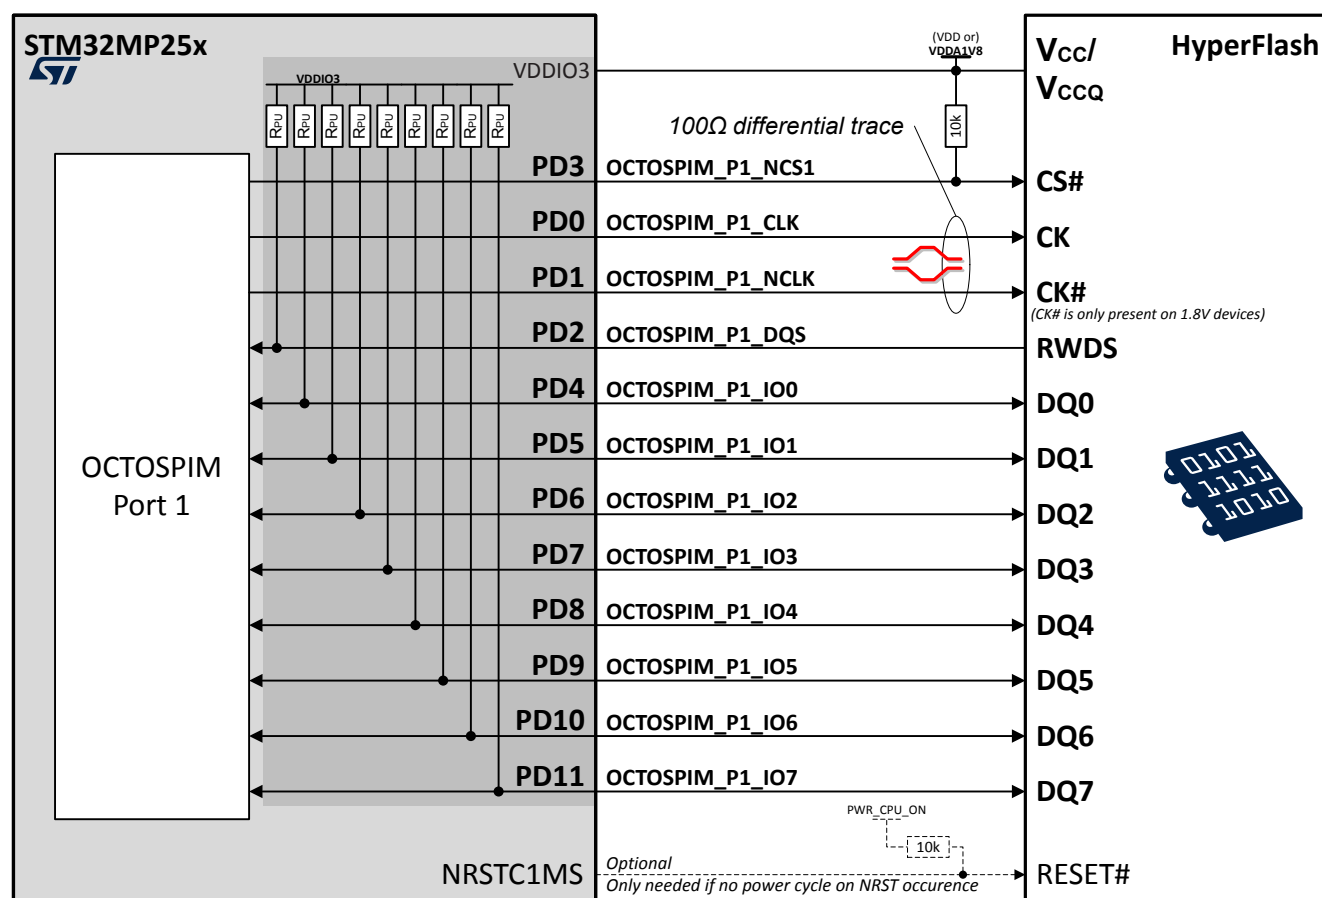 STM32MP25x
VDDIO3
VDDIO3
RPU RPU RPU RPU RPU RPU RPU RPU RPU
(VDD or)
VDDA1V8
10k
100Ω differential trace
VCC/
VCCQ
HyperFlash
PD3 OCTOSPIM_P1_NCS1 CS#
PD0 OCTOSPIM_P1_CLK CK
PD1 OCTOSPIM_P1_NCLK CK#
(CK# is only present on 1.8V devices)
PD2 OCTOSPIM_P1_DQS RWDS
PD4 OCTOSPIM_P1_IO0 DQ0
PD5 OCTOSPIM_P1_IO1 DQ1
PD6 OCTOSPIM_P1_IO2 DQ2
PD7 OCTOSPIM_P1_IO3 DQ3
PD8 OCTOSPIM_P1_IO4 DQ4
PD9 OCTOSPIM_P1_IO5 DQ5
PD10 OCTOSPIM_P1_IO6 DQ6
PD11 OCTOSPIM_P1_IO7 DQ7
OCTOSPIM
Port 1
0101
1111
1010
PWR_CPU_ON
10k
NRSTC1MS Optional RESET#
Only needed if no power cycle on NRST occurence